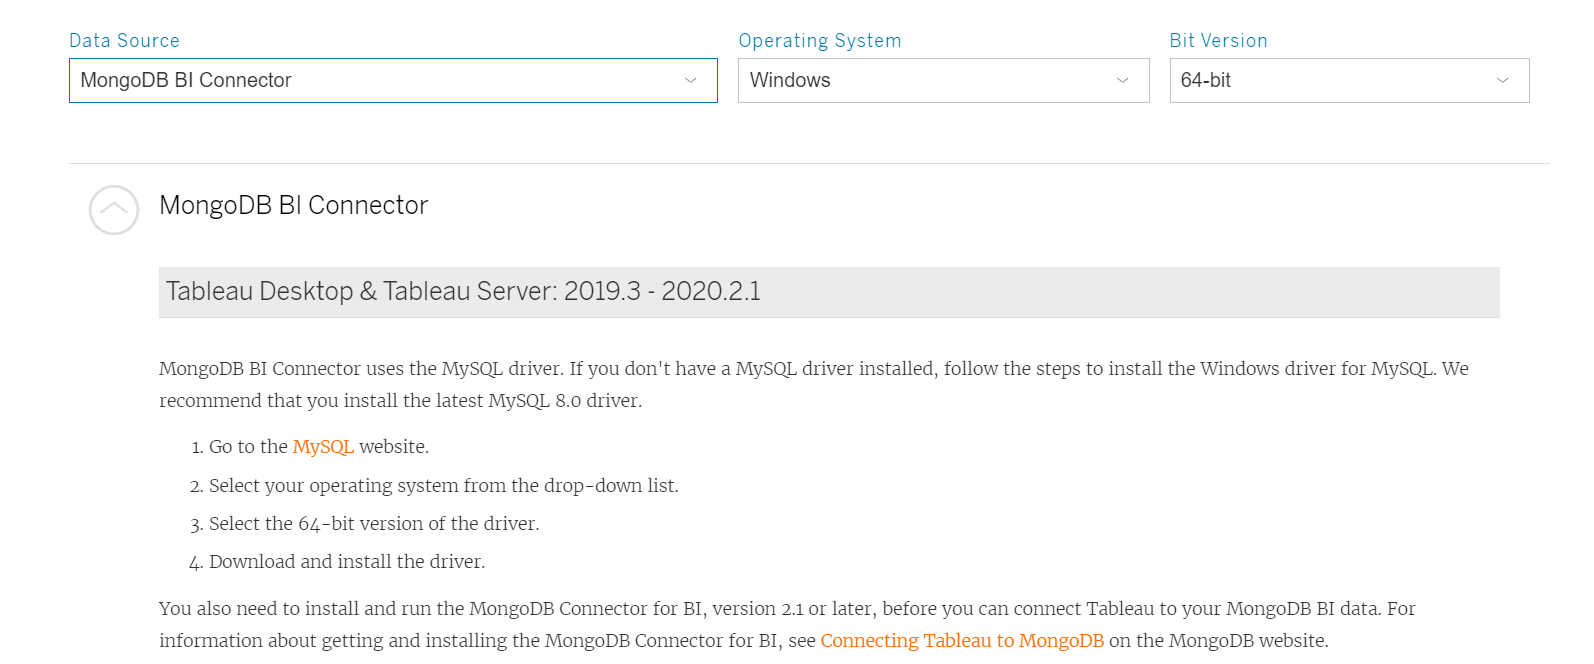 Data Source
Operating System
Bit Version
MongoDB BI Connector
Windows
64-bit
MongoDB BI Connector
Tableau Desktop & Tableau Server: 2019.3 - 2020.2.1
MongoDB BI Connector uses the MySQL driver. If you don't have a MySQL driver installed, follow the steps to install the Windows driver for MySQL. We
recommend that you install the latest MySQL 8.0 driver.
1. Go to the MySQL website.
2. Select your operating system from the drop-down list.
3. Select the 64-bit version of the driver.
4. Download and install the driver.
You also need to install and run the MongoDB Connector for BI, version 2.1 or later, before you can connect Tableau to your MongoDB BI data. For
information about getting and installing the MongoDB Connector for BI, see Connecting Tableau to MongoDB on the MongoDB website.